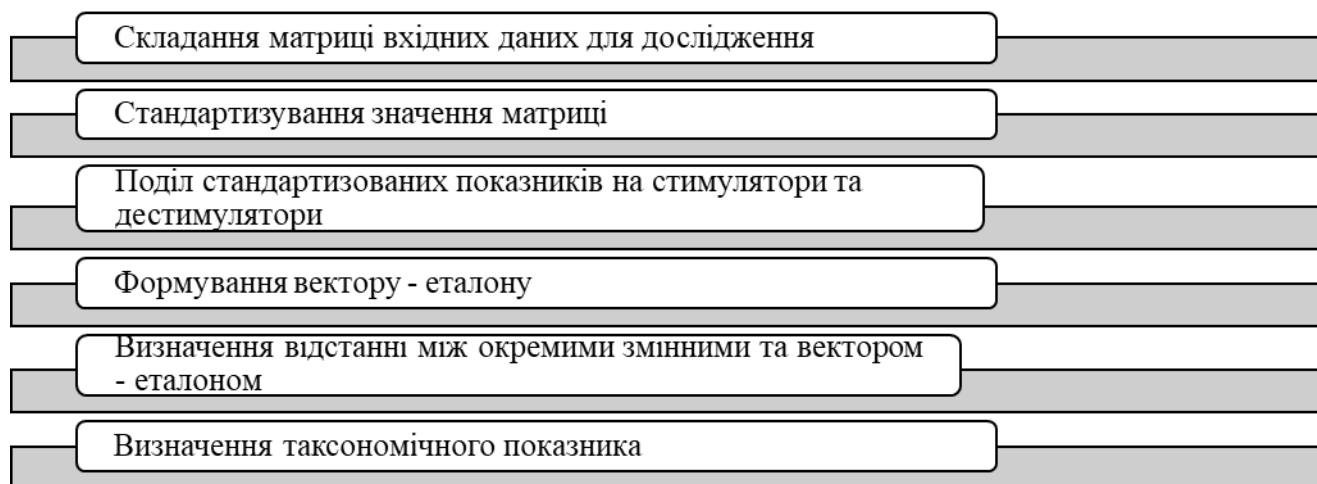 Складання матриці вхідних даних для дослідження
Стандартизування значення матриці
Поділ стандартизованих показників на стимулятори та
дестимулятори
Формування вектору - еталону
Визначення відстанні між окремими змінними та вектором
- еталоном
Визначення таксономічного показника